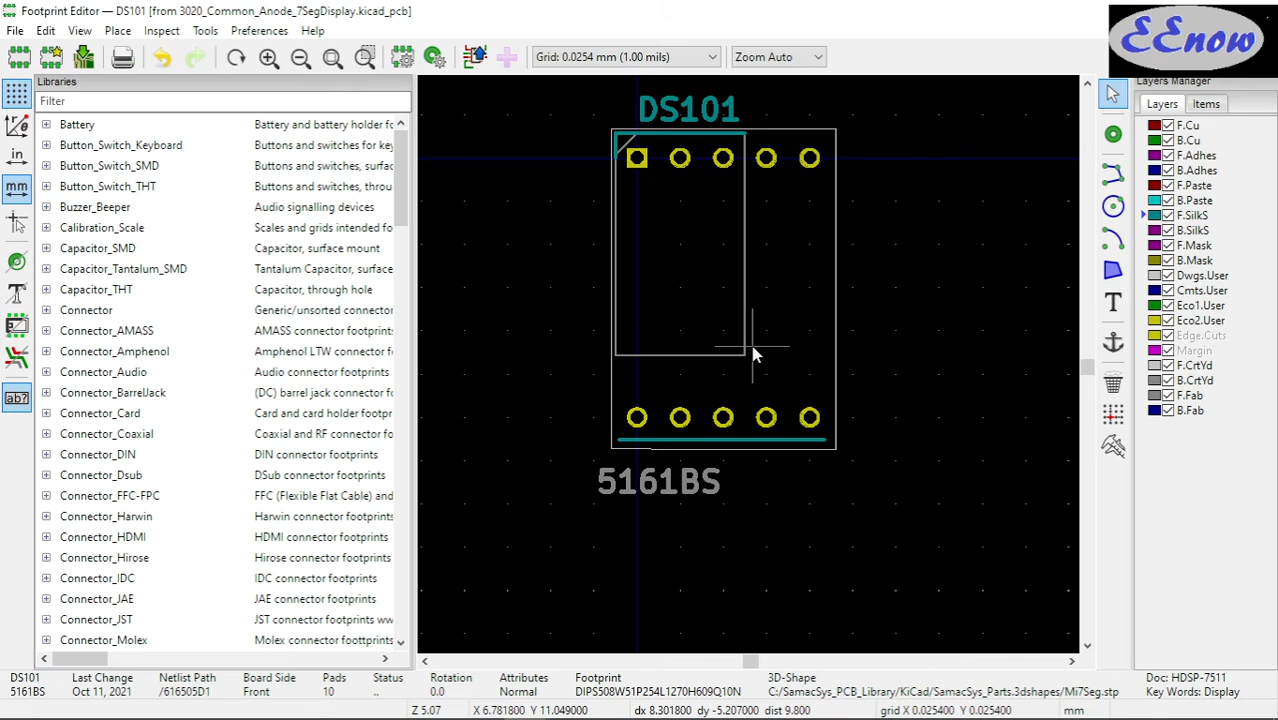 Footprint Editor — DS101 [from 3020_Common_Anode_7SegDisplay.kicad_pcb]
EEnow
File Edit View Place Inspect Tools Preferences Help
Grid: 0.0254 mm (1.00 mils) Zoom Auto
Libraries
Filter
Battery Battery and battery holder fo
Button_Switch_Keyboard Buttons and switches for key
Button_Switch_SMD Buttons and switches, surfac
Button_Switch_THT Buttons and switches, throu
Buzzer_Beeper Audio signalling devices
Calibration_Scale Scales and grids intended fo
Capacitor_SMD Capacitor, surface mount
Capacitor_Tantalum_SMD Tantalum Capacitor, surface
Capacitor_THT Capacitor, through hole
Connector Generic/unsorted connector
Connector_AMASS AMASS connector footprints
Connector_Amphenol Amphenol LTW connector fo
Connector_Audio Audio connector footprints
Connector_BarrelJack (DC) barrel jack connector fo
Connector_Card Card and card holder footpr
Connector_Coaxial Coaxial and RF connector fo
Connector_DIN DIN connector footprints
Connector_Dsub DSub connector footprints
Connector_FFC-FPC FFC (Flexible Flat Cable) and
Connector_Harwin Harwin connector footprints
Connector_HDMI HDMI connector footprints
Connector_Hirose Hirose connector footprints
Connector_IDC IDC connector footprints
Connector_JAE JAE connector footprints
Connector_JST JST connector footprints ww
Connector_Molex Molex connector foottprints
in
mm
ab?
DS101
5161BS
Layers Manager
Layers Items
F.Cu
B.Cu
F.Adhes
B.Adhes
F.Paste
B.Paste
F.SilkS
B.SilkS
F.Mask
B.Mask
Dwgs.User
Cmts.User
Eco1.User
Eco2.User
Edge.Cuts
Margin
F.CrtYd
B.CrtYd
F.Fab
B.Fab
DS101 Last Change Netlist Path Board Side Pads Status Rotation Attributes Footprint 3D-Shape Doc: HDSP-7511
5161BS Oct 11, 2021 /616505D1 Front 10 .. 0.0 Normal DIPS508W51P254L1270H609Q10N C:/SamacSys_PCB_Library/KiCad/SamacSys_Parts.3dshapes/Mi7Seg.stp Key Words: Display
Z 5.07 X 6.781800 Y 11.049000 dx 8.301800 dy -5.207000 dist 9.800 grid X 0.025400 Y 0.025400 mm